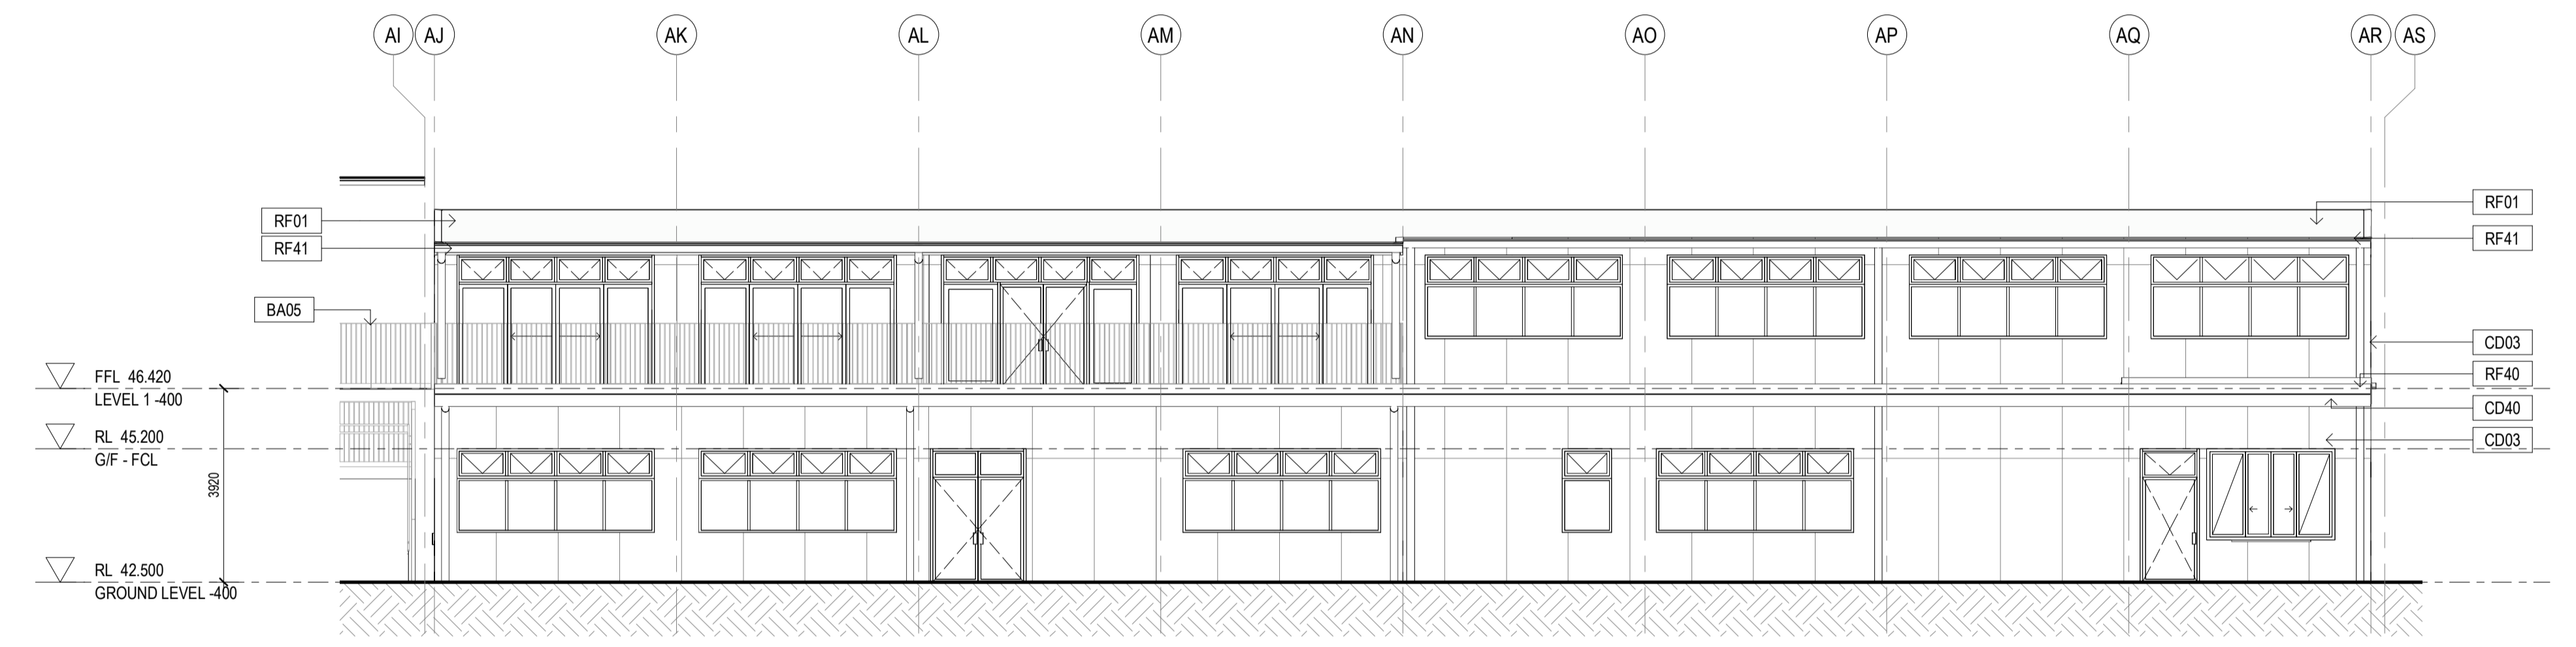 AI
AJ
AK
AL
AM
AN
AO
AP
AQ
AR
AS
RF01
RF41
BA05
FFL 46.420
LEVEL 1 -400
RL 45.200
G/F - FCL
3920
RL 42.500
GROUND LEVEL -400
RF01
RF41
CD03
RF40
CD40
CD03